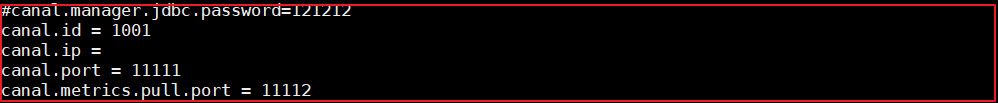 #canal.manager.jdbc.password=121212
canal.id = 1001
canal.ip =
canal.port = 11111
canal.metrics.pull.port = 11112